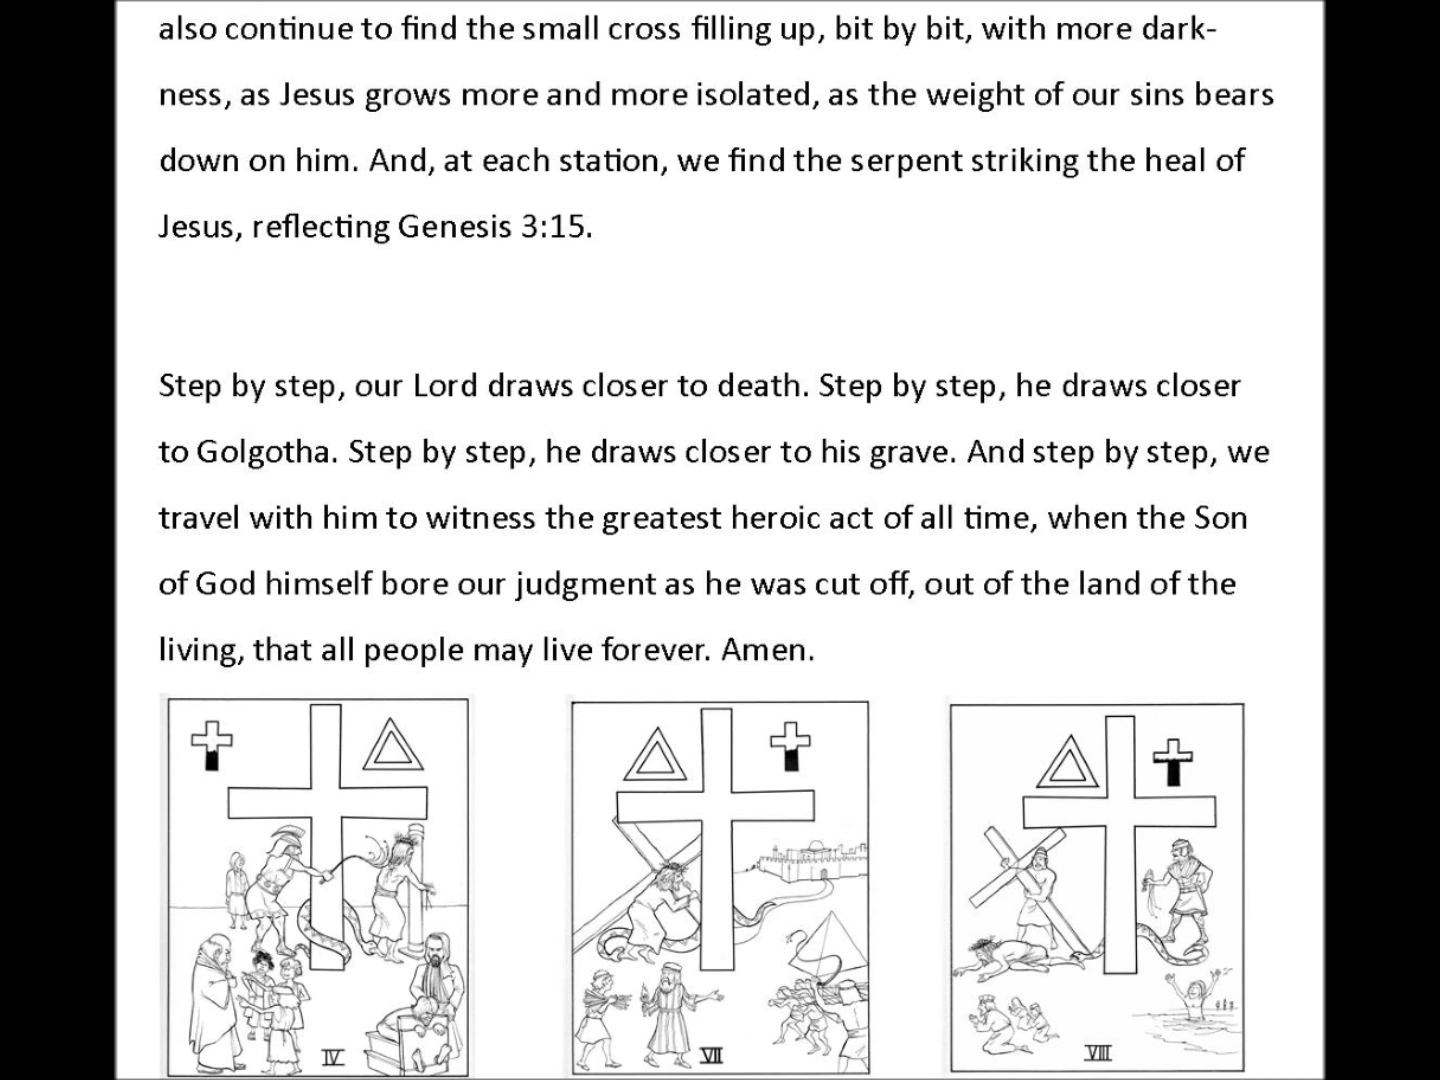 also continue to find the small cross filling up, bit by bit, with more dark-
ness, as Jesus grows more and more isolated, as the weight of our sins bears
down on him. And, at each station, we find the serpent striking the heal of
Jesus, reflecting Genesis 3:15.
Step by step, our Lord draws closer to death. Step by step, he draws closer
to Golgotha. Step by step, he draws closer to his grave. And step by step, we
travel with him to witness the greatest heroic act of all time, when the Son
of God himself bore our judgment as he was cut off, out of the land of the
living, that all people may live forever. Amen.
IV
VII
VIII